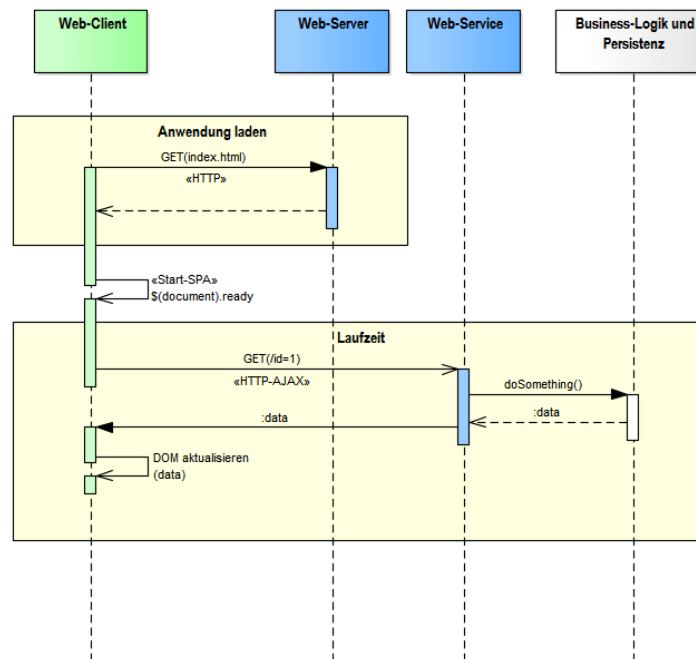 Web-Client
Web-Server
Web-Service
Business-Logik und
Persistenz
Anwendung laden
GET(index.html)
«HTTP»
«Start-SPA»
$(document).ready
Laufzeit
GET(/id=1)
«HTTP-AJAX»
doSomething()
:data
:data
DOM aktualisieren
(data)